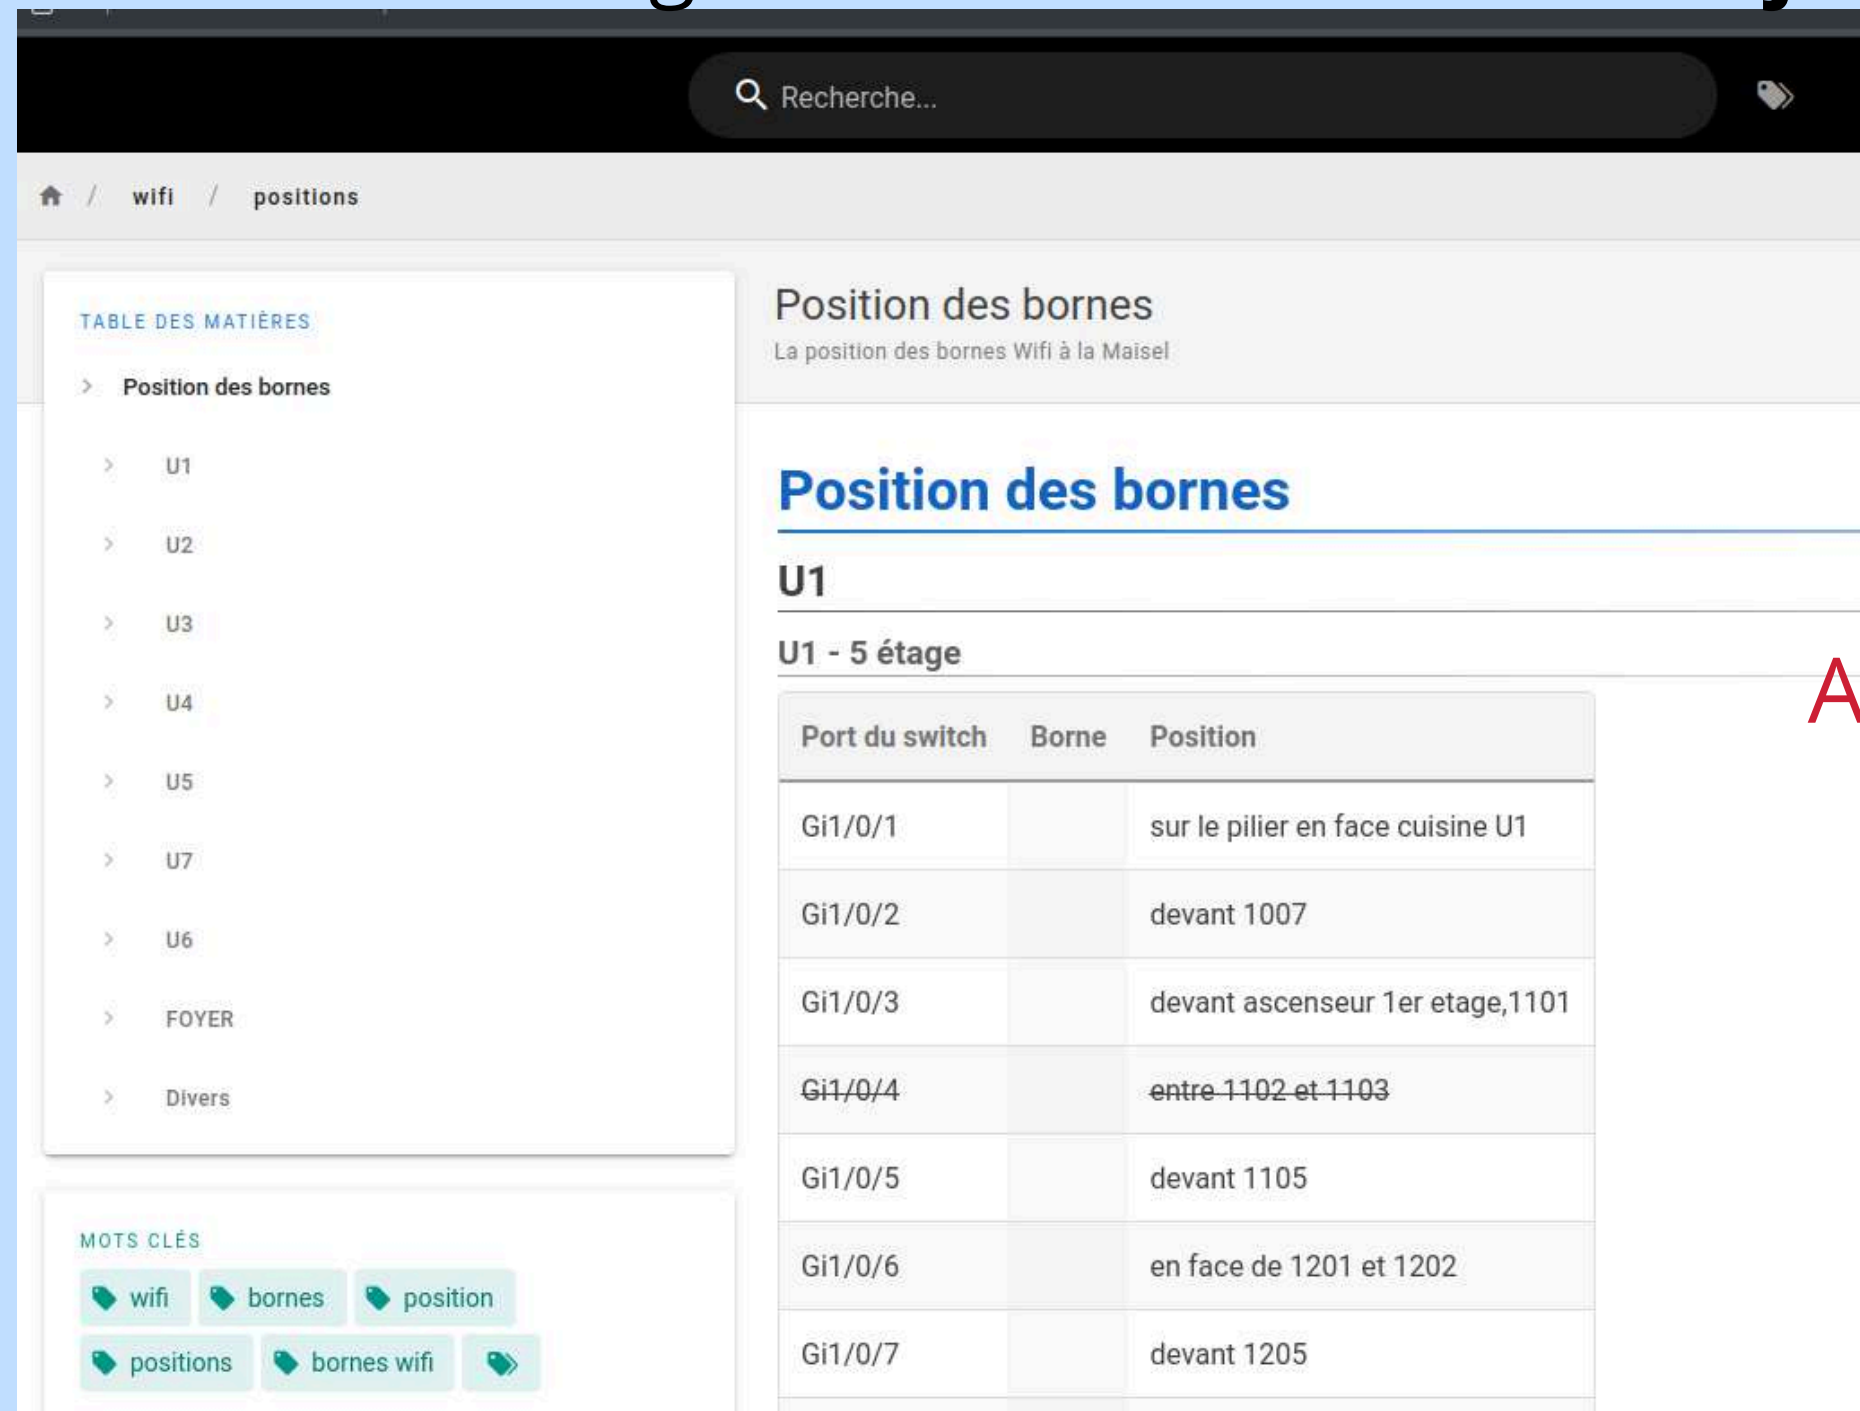 Recherche...
/ wifi / positions
TABLE DES MATIÈRES
Position des bornes
U1
U2
U3
U4
U5
U7
U6
FOYER
Divers
MOTS CLÉS
wifi bornes position
positions bornes wifi
Position des bornes
La position des bornes Wifi à la Maisel
Position des bornes
U1
U1 - 5 étage
A
Port du switch Borne Position
Gi1/0/1 sur le pilier en face cuisine U1
Gi1/0/2 devant 1007
Gi1/0/3 devant ascenseur 1er etage,1101
Gi1/0/4 entre 1102 et 1103
Gi1/0/5 devant 1105
Gi1/0/6 en face de 1201 et 1202
Gi1/0/7 devant 1205